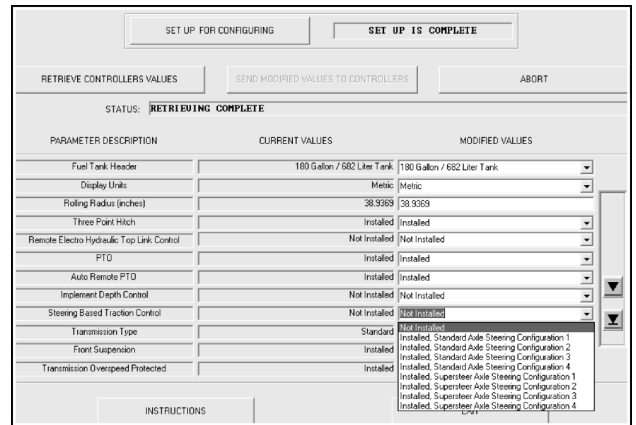 SET UP FOR CONFIGURING SET UP IS COMPLETE
RETRIEVE CONTROLLERS VALUES SEND MODIFIED VALUES TO CONTROLLERS ABORT
STATUS: RETRIEVING COMPLETE
PARAMETER DESCRIPTION CURRENT VALUES MODIFIED VALUES
Fuel Tank Header 180 Gallon / 682 Liter Tank 180 Gallon / 682 Liter Tank
Display Units Metric Metric
Rolling Radius (inches) 38.9369 38.9369
Three Point Hitch Installed Installed
Remote Electro Hydraulic Top Link Control Not Installed Not Installed
PTO Installed Installed
Auto Remote PTO Installed Installed
Implement Depth Control Not Installed Not Installed
Steering Based Traction Control Not Installed Not Installed
Transmission Type Standard Not Installed
Installed, Standard Axle Steering Configuration 1
Installed, Standard Axle Steering Configuration 2
Front Suspension Installed Installed, Standard Axle Steering Configuration 3
Installed, Standard Axle Steering Configuration 4
Installed, Supersteer Axle Steering Configuration 1
Transmission Overspeed Protected Installed Installed, Supersteer Axle Steering Configuration 2
Installed, Supersteer Axle Steering Configuration 3
Installed, Supersteer Axle Steering Configuration 4
INSTRUCTIONS